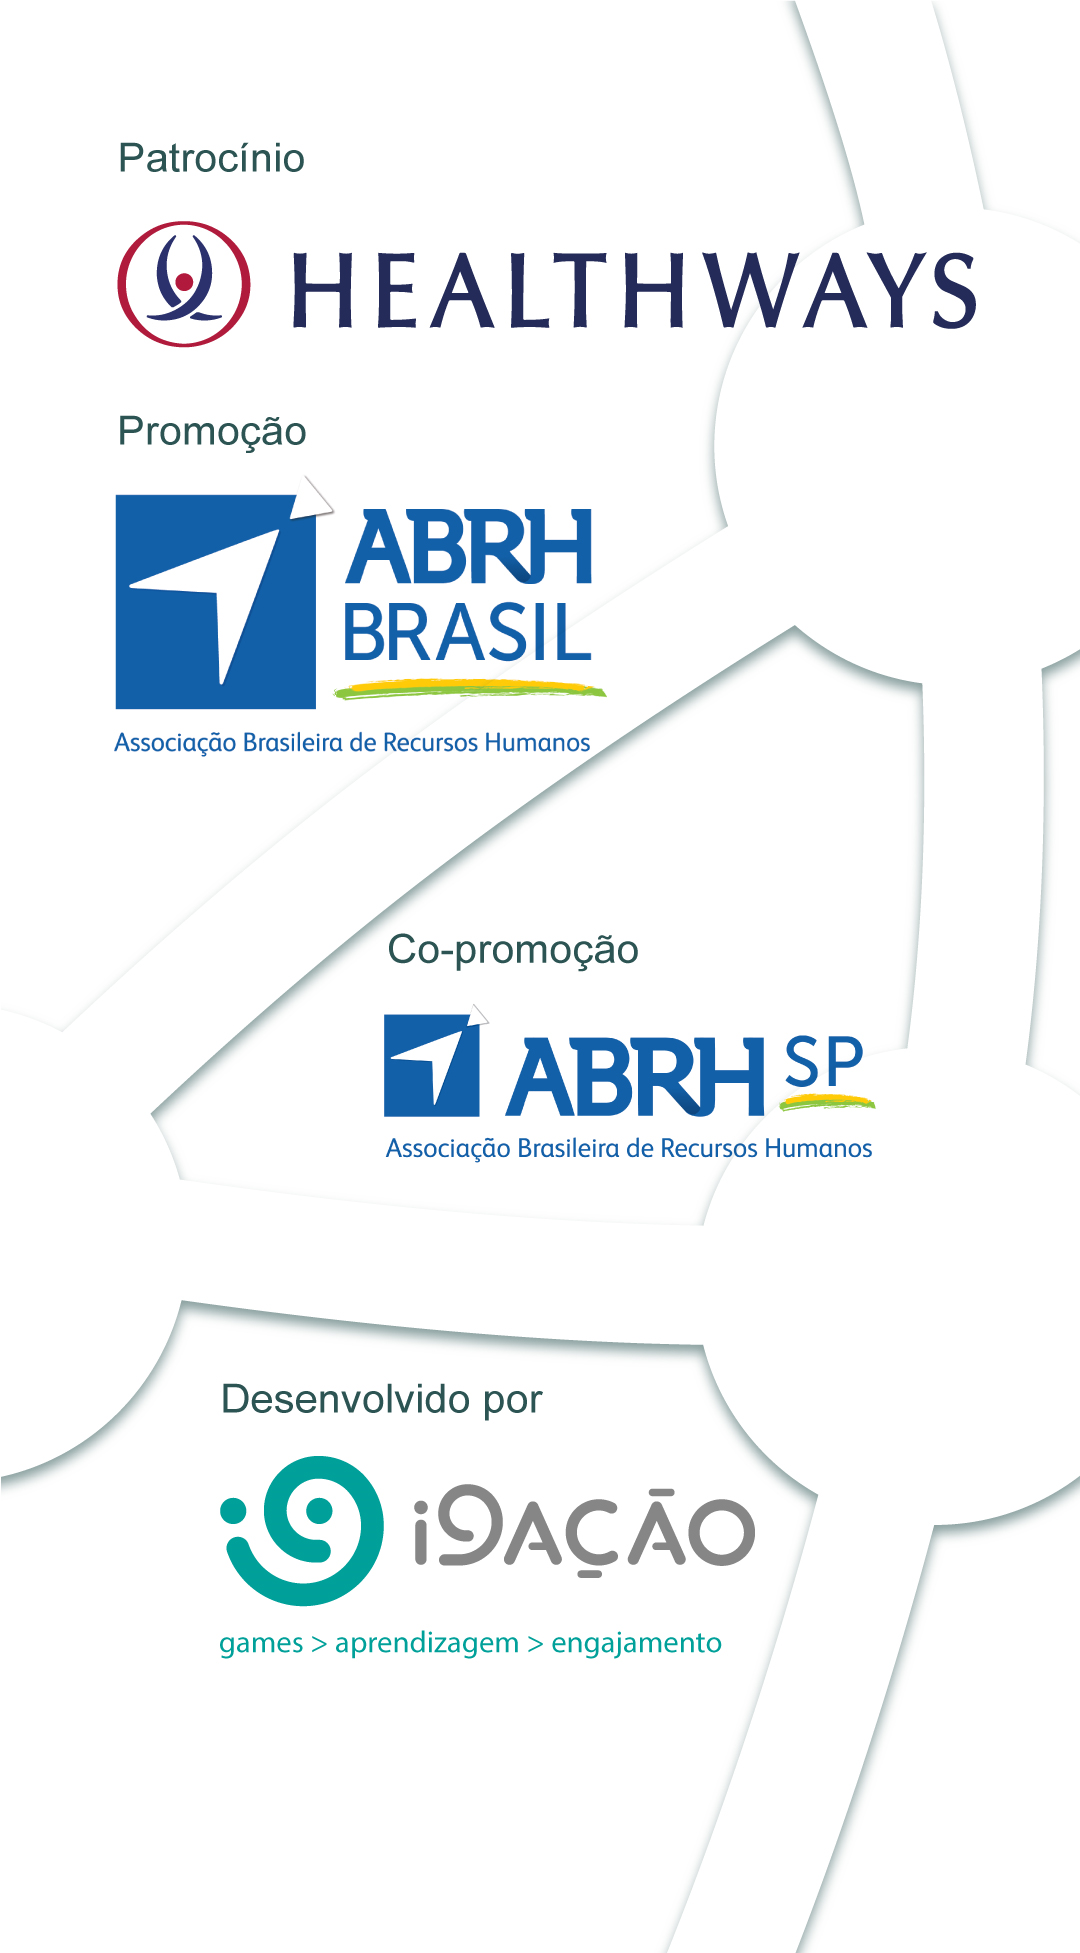 Patrocínio
HEALTHWAYS
Promoção
ABRH
BRASIL
Associação Brasileira de Recursos Humanos
Co-promoção
ABRH SP
Associação Brasileira de Recursos Humanos
Desenvolvido por
i9AÇÃO
games > aprendizagem > engajamento